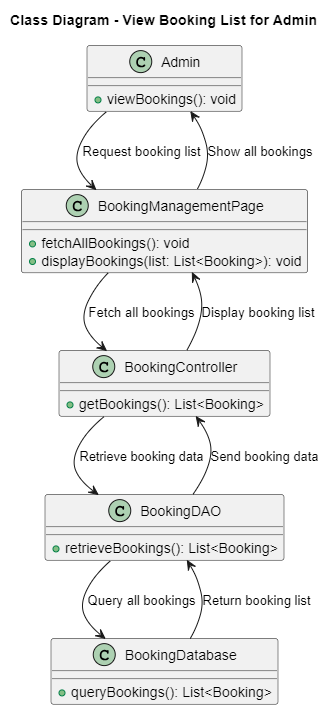 Class Diagram - View Booking List for Admin
C Admin
viewBookings(): void
Request booking list
Show all bookings
C BookingManagementPage
fetchAllBookings(): void
displayBookings(list: List<Booking>): void
Fetch all bookings
Display booking list
C BookingController
getBookings(): List<Booking>
Retrieve booking data
Send booking data
C BookingDAO
retrieveBookings(): List<Booking>
Query all bookings
Return booking list
C BookingDatabase
queryBookings(): List<Booking>